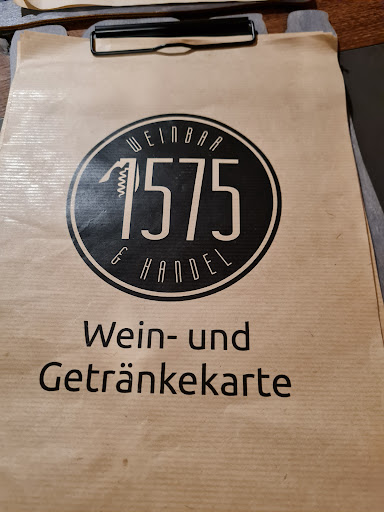 WEINBAR
1575
& HANDEL
Wein- und
Getränkekarte